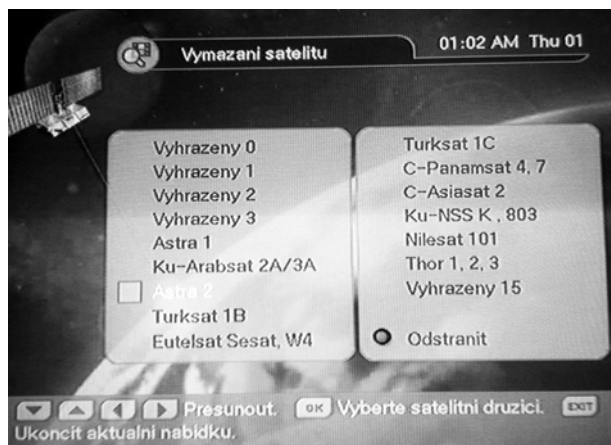 Vymazani satelitu
01:02 AM Thu 01
Vyhrazeny 0
Vyhrazeny 1
Vyhrazeny 2
Vyhrazeny 3
Astra 1
Ku-Arabsat 2A/3A
Astra 2
Turksat 1B
Eutelsat Sesat, W4
Turksat 1C
C-Panamsat 4, 7
C-Asiasat 2
Ku-NSS K , 803
Nilesat 101
Thor 1, 2, 3
Vyhrazeny 15
Odstranit
Presunout. OK Vyberte satelitni druzici. EXIT
Ukoncit aktualni nabidku.